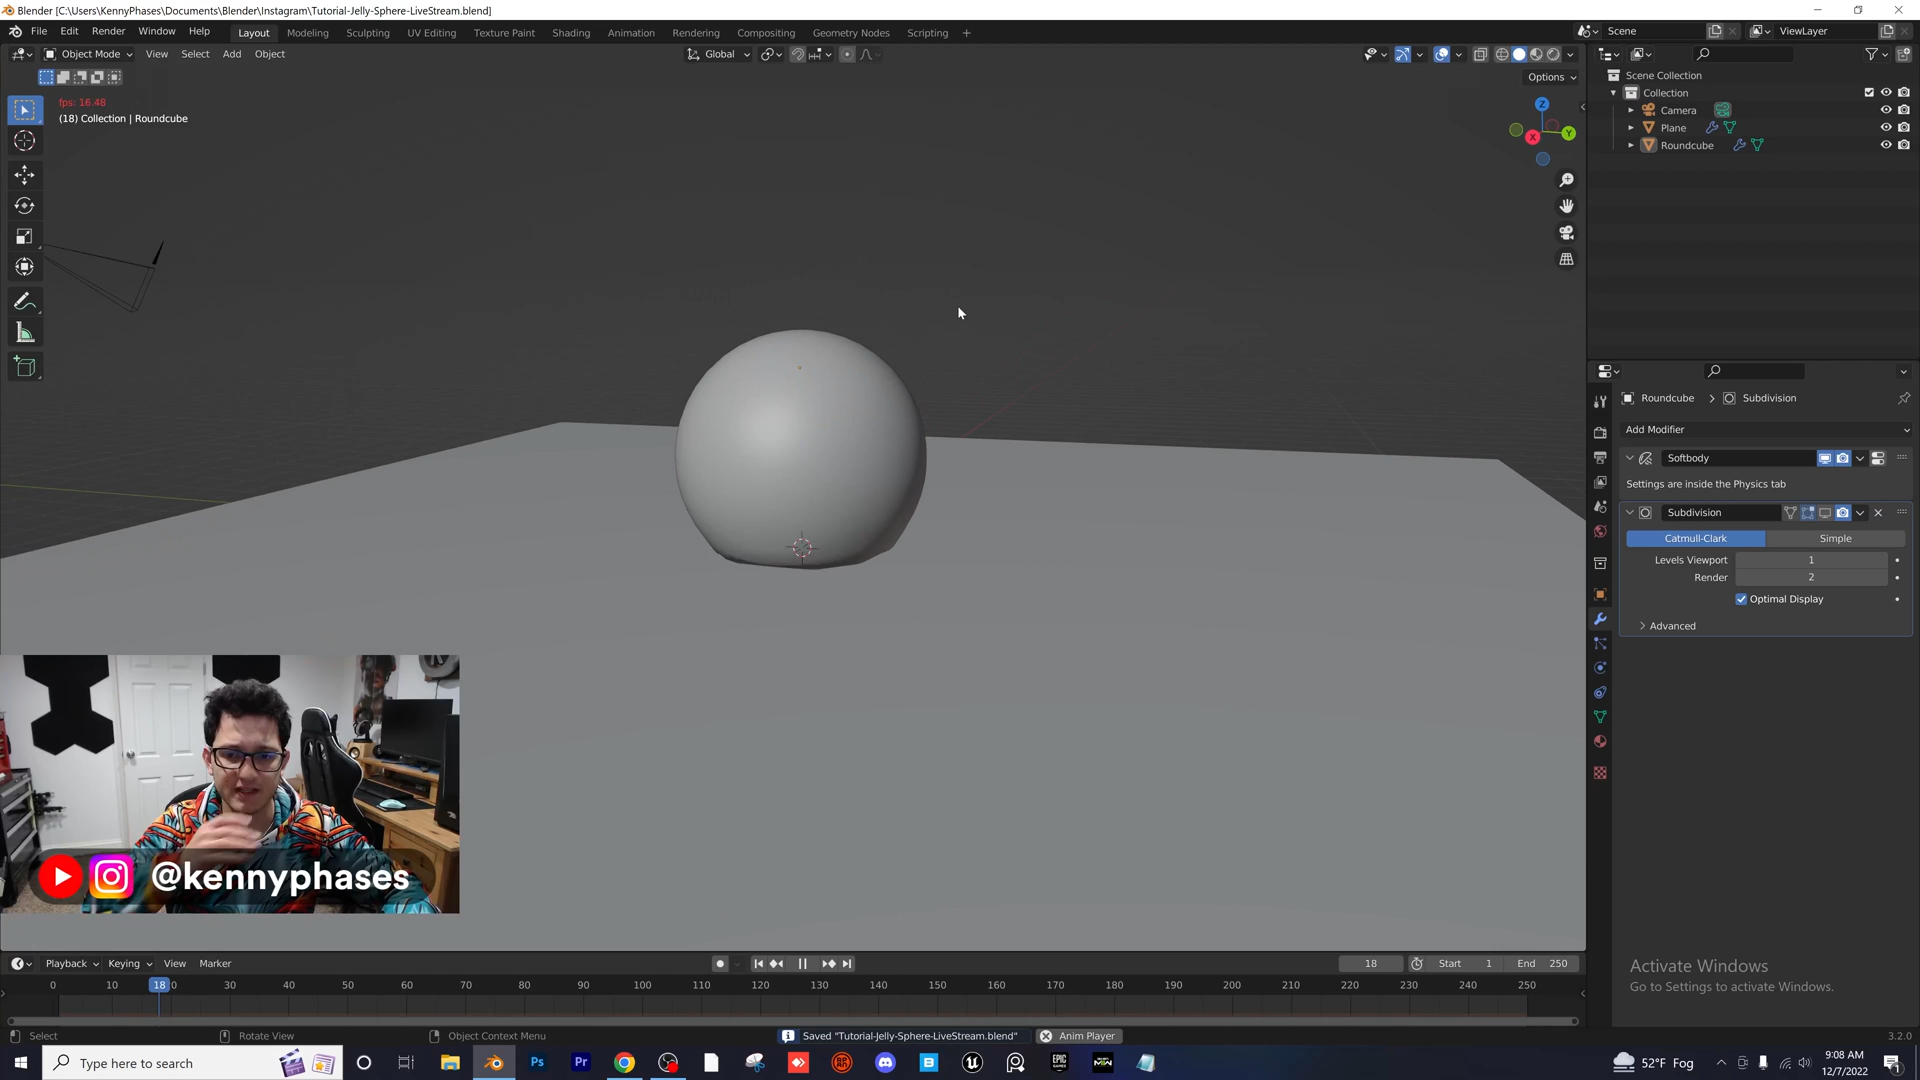 Blender [C:\Users\KennyPhases\Documents\Blender\Instagram\Tutorial-Jelly-Sphere-LiveStream.blend]
File Edit Render Window Help Layout Modeling Sculpting UV Editing Texture Paint Shading Animation Rendering Compositing Geometry Nodes Scripting + Scene ViewLayer
Object Mode View Select Add Object Global
Options
fps: 16.48
(18) Collection | Roundcube
Z
Y
X
Scene Collection
Collection
Camera
Plane
Roundcube
Roundcube > Subdivision
Add Modifier
Softbody
Settings are inside the Physics tab
Subdivision
Catmull-Clark Simple
Levels Viewport 1
Render 2
Optimal Display
Advanced
@kennyphases
Activate Windows
Go to Settings to activate Windows.
Playback Keying View Marker 18 Start 1 End 250
0 10 18 20 30 40 50 60 70 80 90 100 110 120 130 140 150 160 170 180 190 200 210 220 230 240 250
Select Rotate View Object Context Menu Saved "Tutorial-Jelly-Sphere-LiveStream.blend" Anim Player 3.2.0
Type here to search Ps Pr 52°F Fog 9:08 AM
12/7/2022